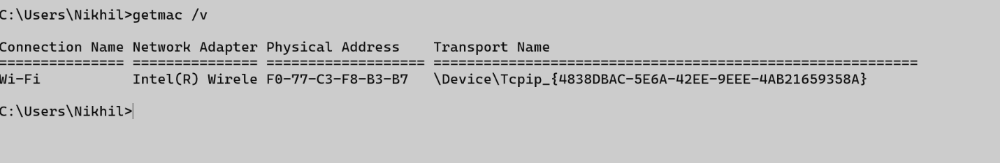 C:\Users\Nikhil>getmac /v
Connection Name Network Adapter Physical Address    Transport Name
=============== =============== =================== ==========================================================
Wi-Fi           Intel(R) Wirele F0-77-C3-F8-B3-B7   \Device\Tcpip_{4838DBAC-5E6A-42EE-9EEE-4AB21659358A}
C:\Users\Nikhil>